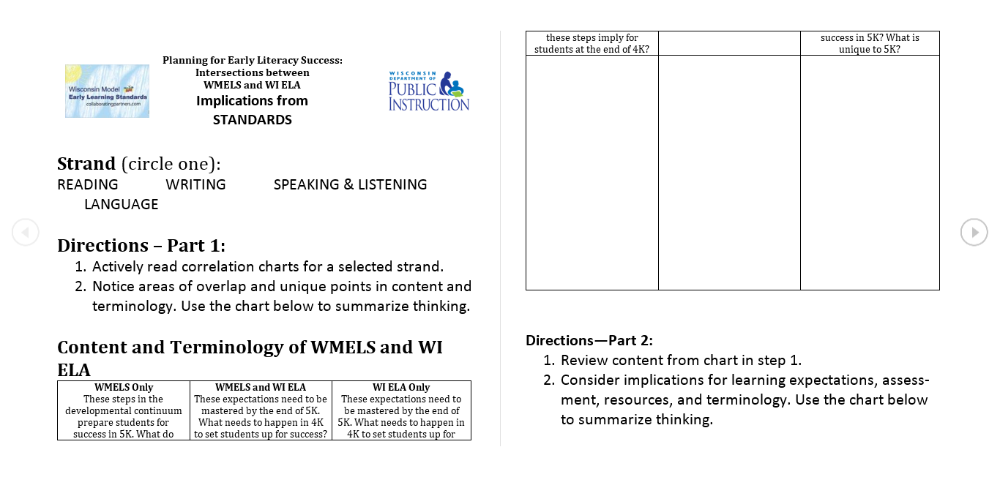 Planning for Early Literacy Success:
Intersections between
WMELS and WI ELA
Implications from
STANDARDS
Wisconsin Model
Early Learning Standards
collaboratingpartners.com
WISCONSIN
DEPARTMENT OF
PUBLIC
INSTRUCTION
Strand (circle one):
READING WRITING SPEAKING & LISTENING
LANGUAGE
Directions – Part 1:
1. Actively read correlation charts for a selected strand.
2. Notice areas of overlap and unique points in content and
terminology. Use the chart below to summarize thinking.
Content and Terminology of WMELS and WI
ELA
WMELS Only
These steps in the
developmental continuum
prepare students for
success in 5K. What do
WMELS and WI ELA
These expectations need to be
mastered by the end of 5K.
What needs to happen in 4K
to set students up for success?
WI ELA Only
These expectations need to
be mastered by the end of
5K. What needs to happen in
4K to set students up for
these steps imply for
students at the end of 4K?
success in 5K? What is
unique to 5K?
Directions—Part 2:
1. Review content from chart in step 1.
2. Consider implications for learning expectations, assess-
ment, resources, and terminology. Use the chart below
to summarize thinking.